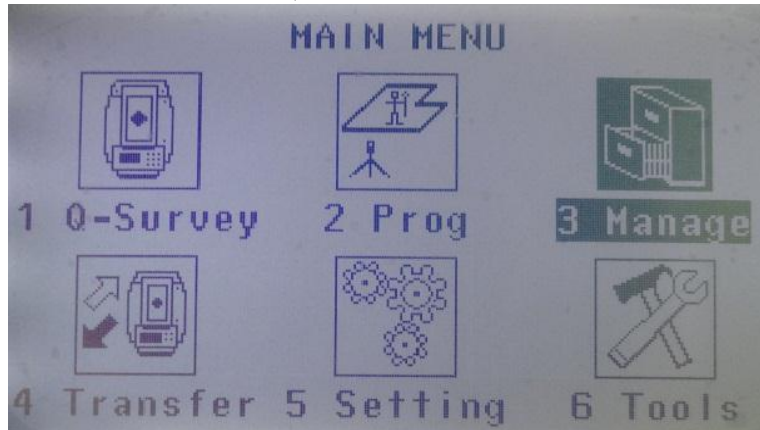 MAIN MENU
1 Q-Survey 2 Prog 3 Manage
4 Transfer 5 Setting 6 Tools